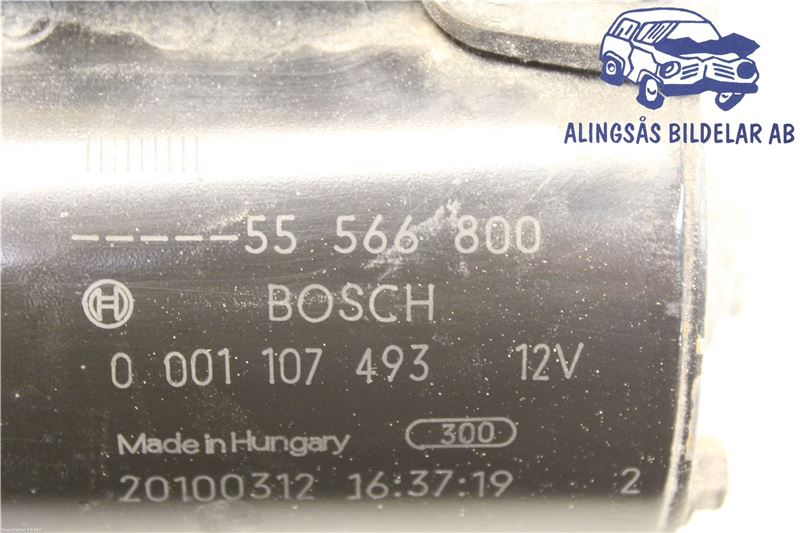 ALINGSÅS BILDELAR AB
-----55 566 800
BOSCH
0 001 107 493 12V
Made in Hungary 300
20100312 16:37:19 2